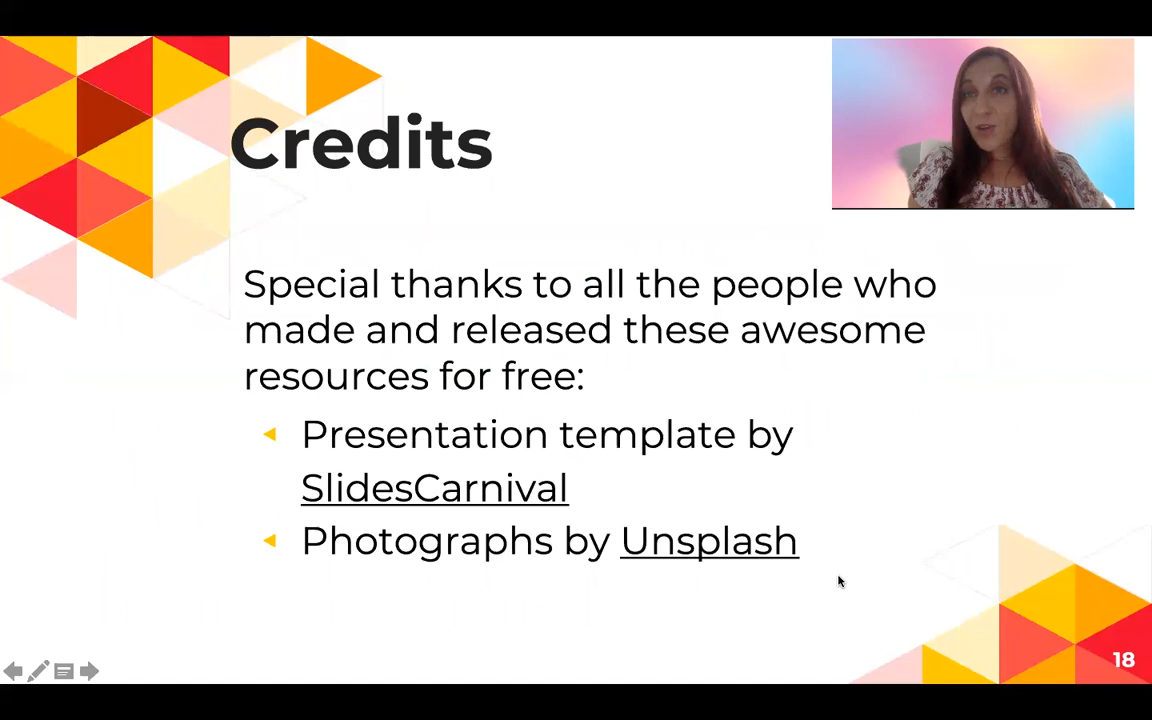 Credits
Special thanks to all the people who
made and released these awesome
resources for free:
Presentation template by
SlidesCarnival
Photographs by Unsplash
18